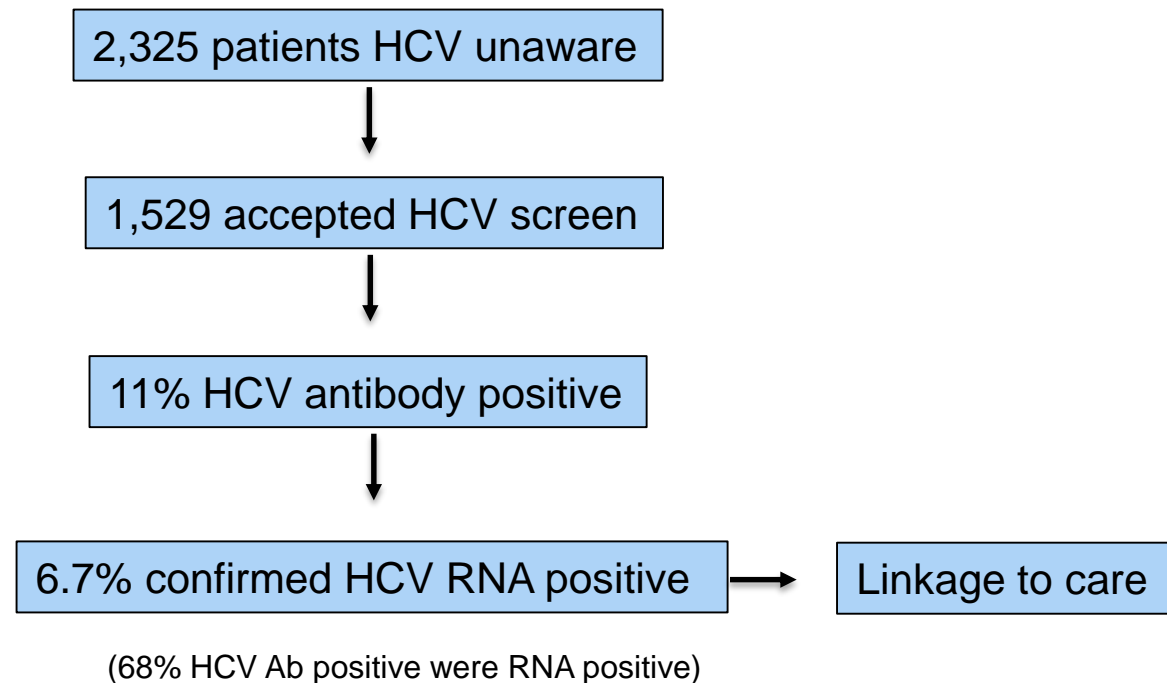 2,325 patients HCV unaware
1,529 accepted HCV screen
11% HCV antibody positive
6.7% confirmed HCV RNA positive
Linkage to care
(68% HCV Ab positive were RNA positive)